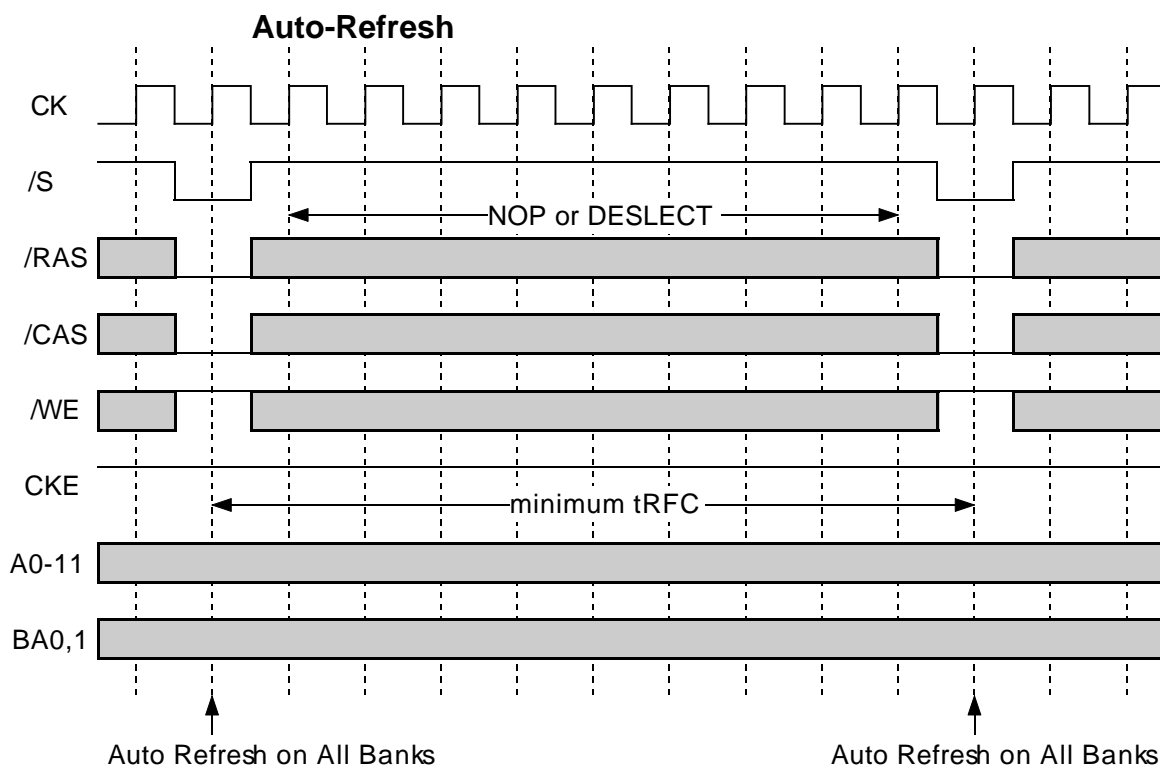 Auto-Refresh
CK
/S
NOP or DESLECT
/RAS
/CAS
/WE
CKE
minimum tRFC
A0-11
BA0,1
Auto Refresh on All Banks
Auto Refresh on All Banks